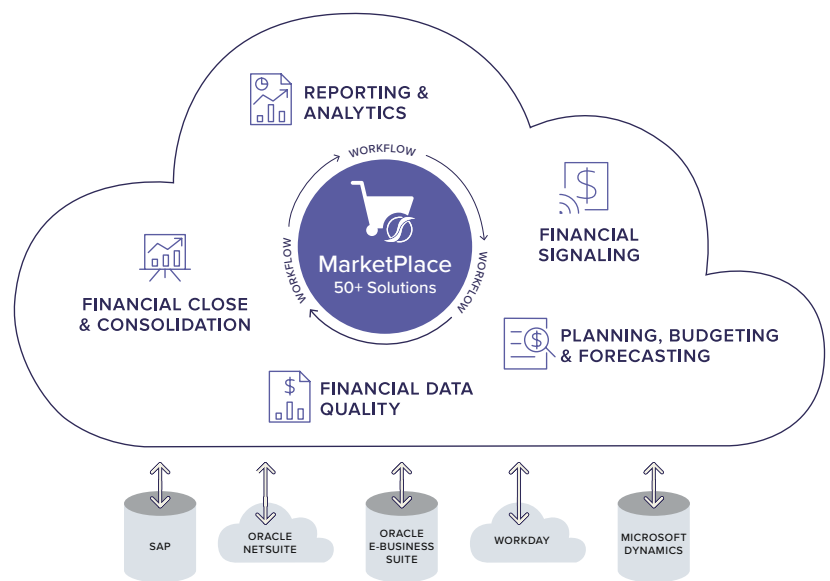 REPORTING &
ANALYTICS
WORKFLOW
WORKFLOW
WORKFLOW
MarketPlace
50+ Solutions
$
FINANCIAL
SIGNALING
FINANCIAL CLOSE
& CONSOLIDATION
$
PLANNING, BUDGETING
& FORECASTING
$
FINANCIAL DATA
QUALITY
SAP
ORACLE
NETSUITE
ORACLE
E-BUSINESS
SUITE
WORKDAY
MICROSOFT
DYNAMICS